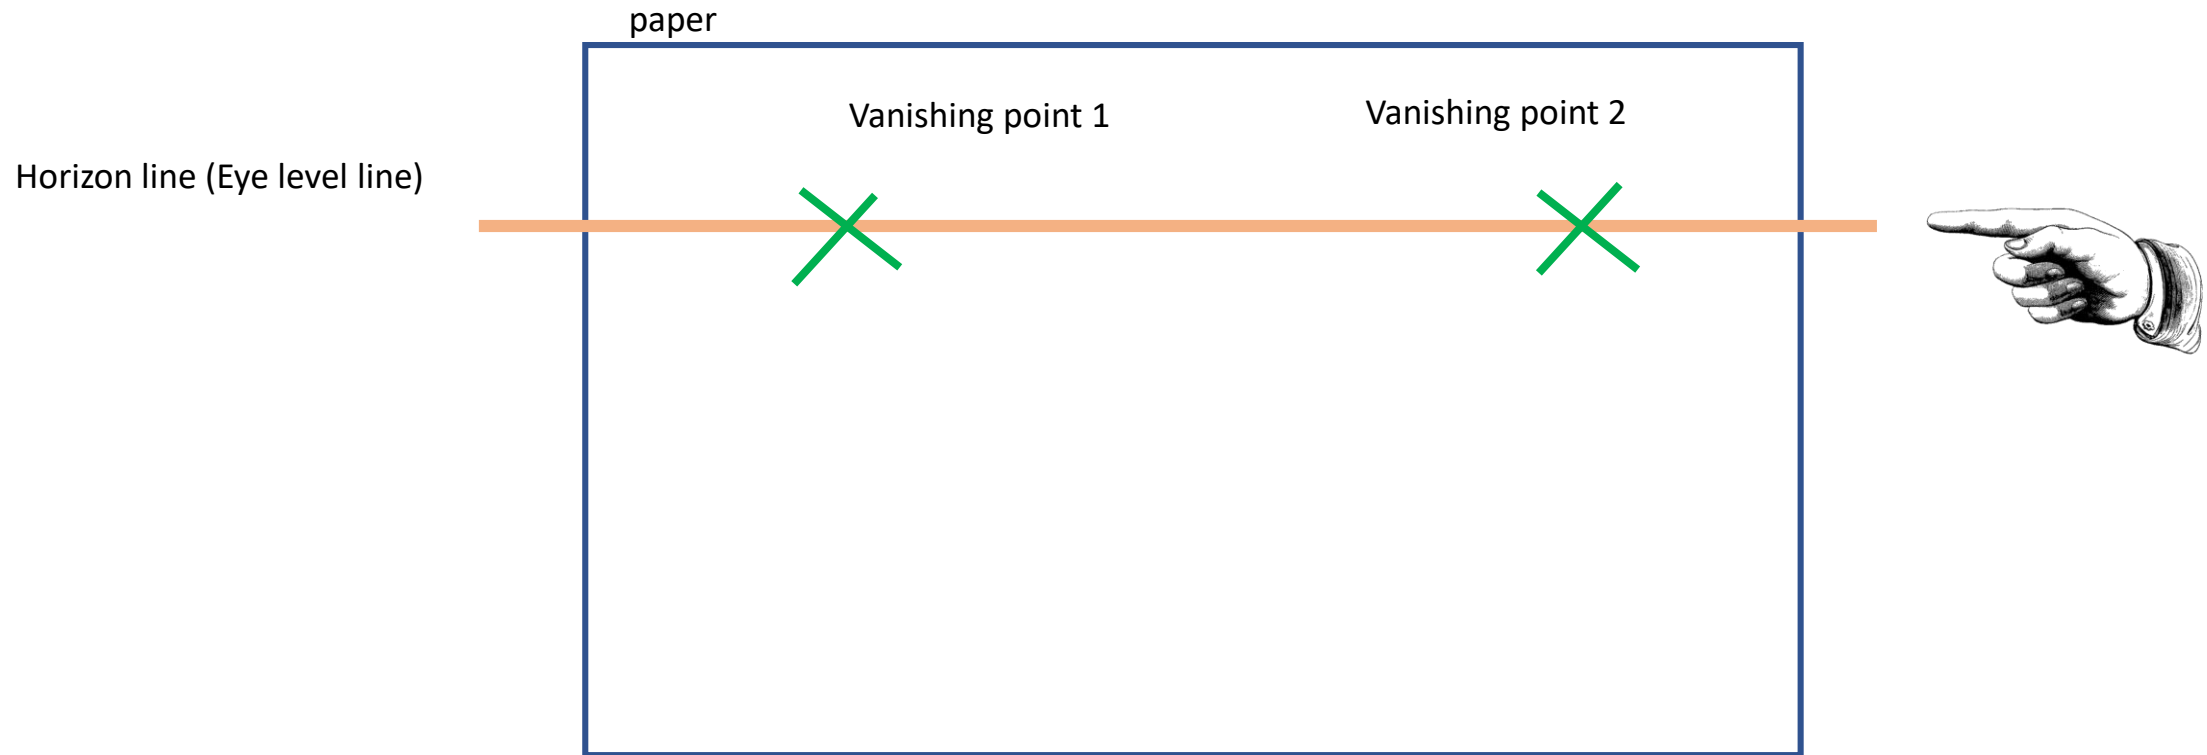 paper
Vanishing point 1
Vanishing point 2
Horizon line (Eye level line)